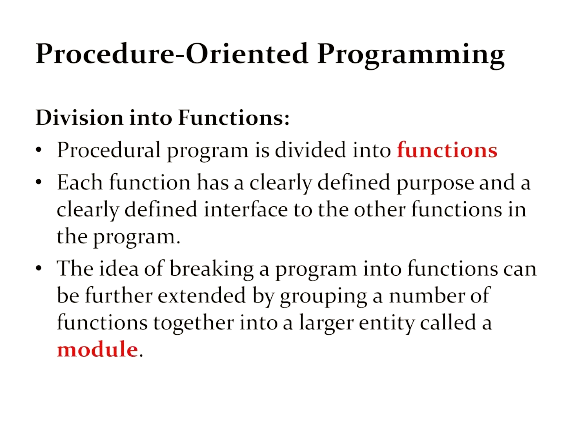 Procedure-Oriented Programming
Division into Functions:
• Procedural program is divided into functions
• Each function has a clearly defined purpose and a
clearly defined interface to the other functions in
the program.
• The idea of breaking a program into functions can
be further extended by grouping a number of
functions together into a larger entity called a
module.